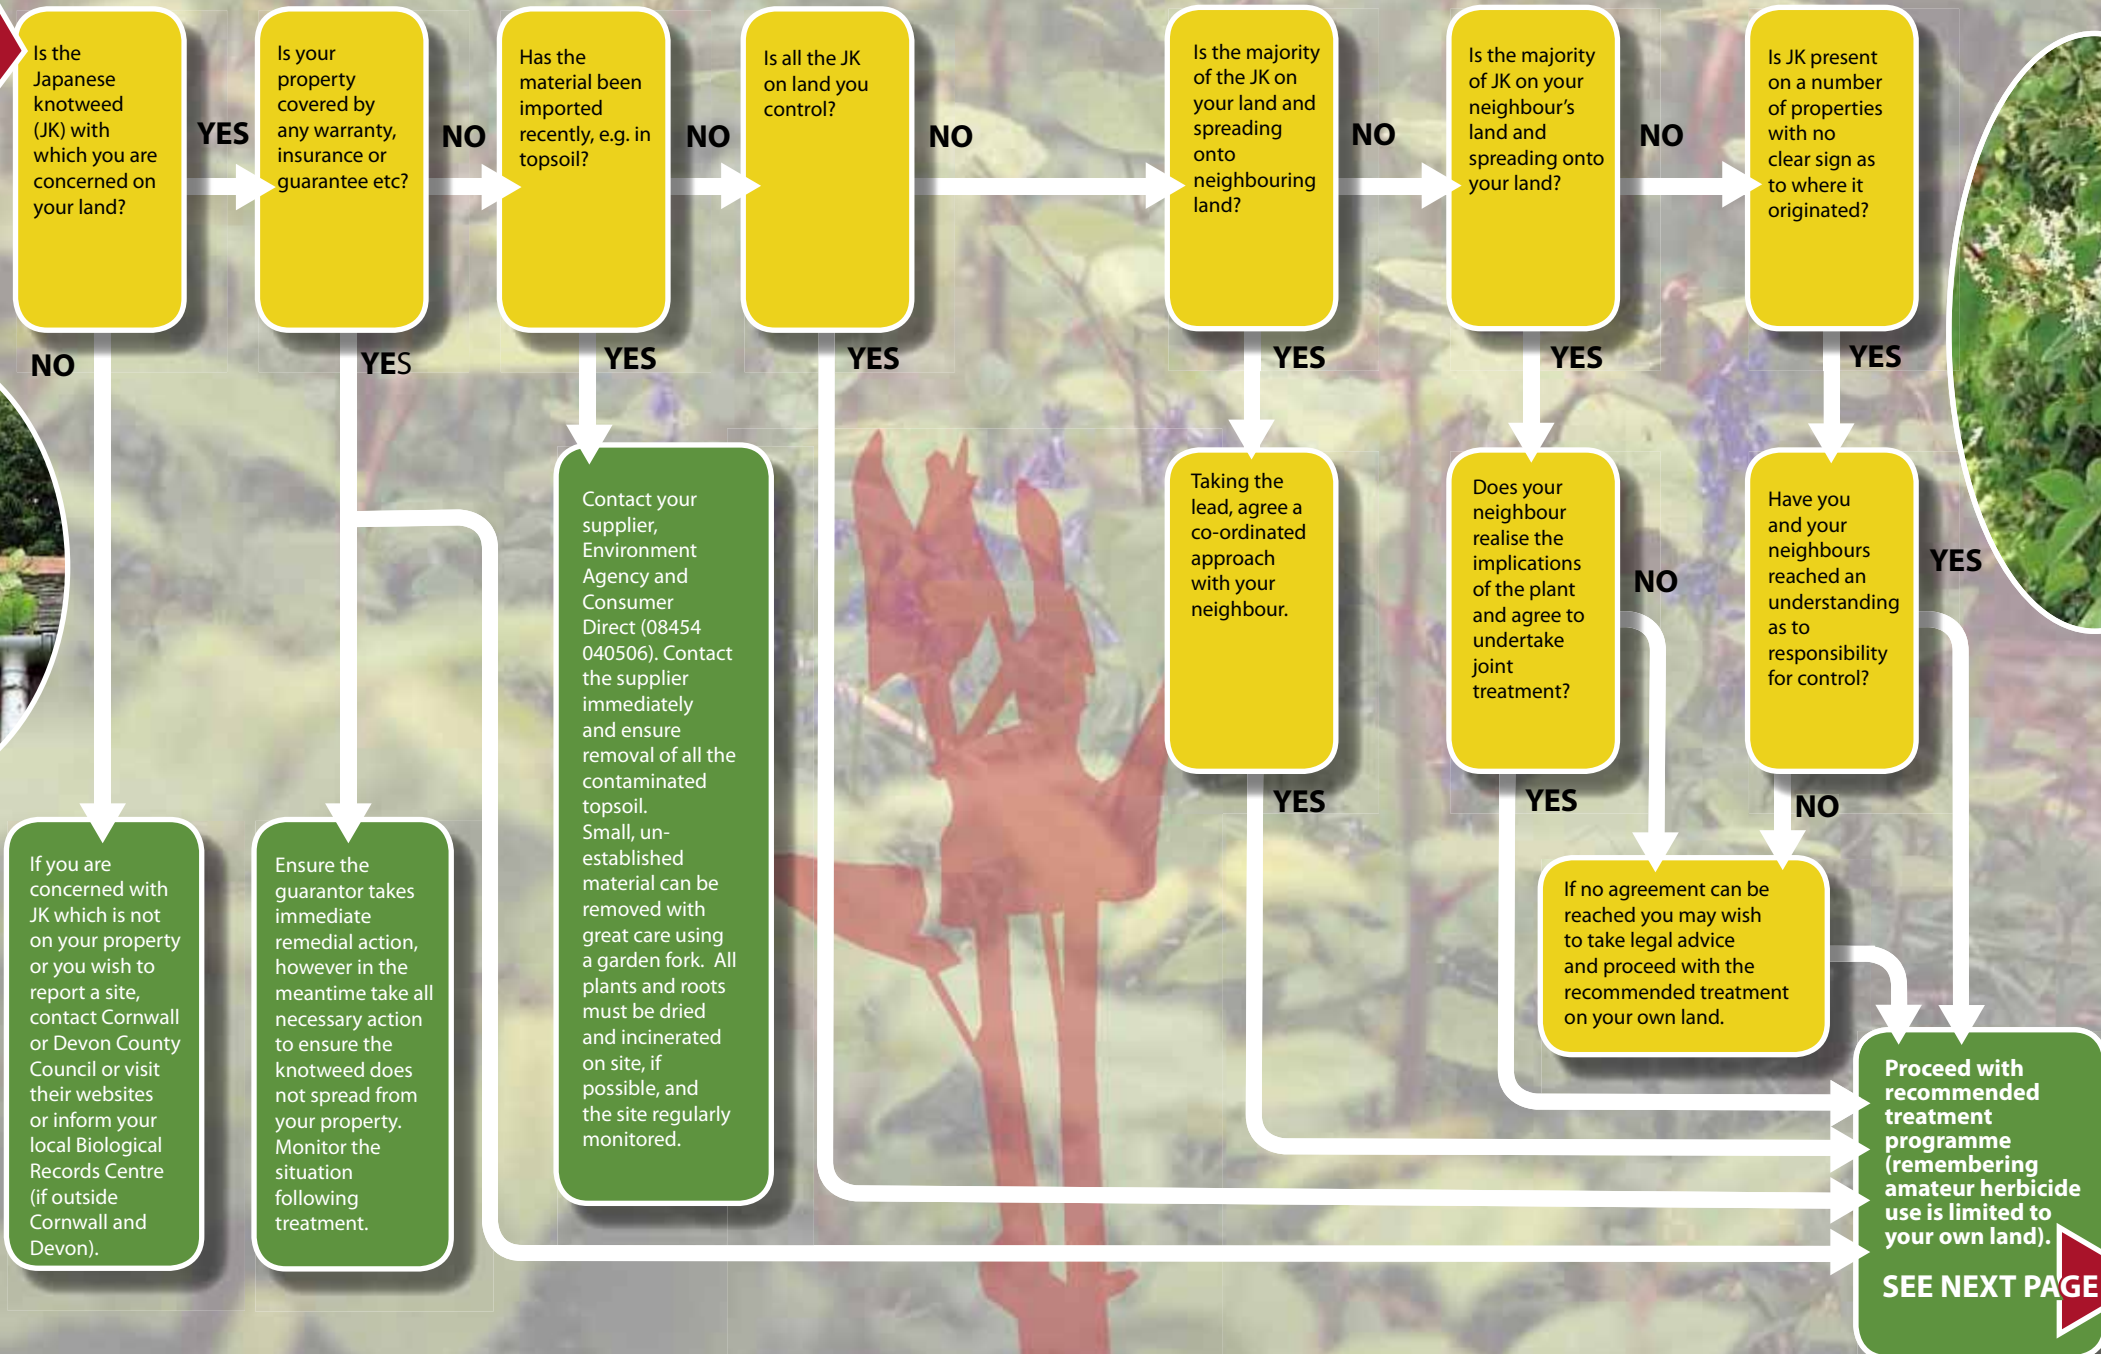 Is the
Japanese
knotweed
(JK) with
which you are
concerned on
your land?
YES
NO
Is your
property
covered by
any warranty,
insurance or
guarantee etc?
NO
YES
Has the
material been
imported
recently, e.g. in
topsoil?
NO
YES
Is all the JK
on land you
control?
NO
YES
Is the majority
of the JK on
your land and
spreading
onto
neighbouring
land?
NO
YES
Is the majority
of JK on your
neighbour's
land and
spreading onto
your land?
NO
YES
Is JK present
on a number
of properties
with no
clear sign as
to where it
originated?
YES
If you are
concerned with
JK which is not
on your property
or you wish to
report a site,
contact Cornwall
or Devon County
Council or visit
their websites
or inform your
local Biological
Records Centre
(if outside
Cornwall and
Devon).
Ensure the
guarantor takes
immediate
remedial action,
however in the
meantime take all
necessary action
to ensure the
knotweed does
not spread from
your property.
Monitor the
situation
following
treatment.
Contact your
supplier,
Environment
Agency and
Consumer
Direct (08454
040506). Contact
the supplier
immediately
and ensure
removal of all the
contaminated
topsoil.
Small, un-
established
material can be
removed with
great care using
a garden fork.  All
plants and roots
must be dried
and incinerated
on site, if
possible, and
the site regularly
monitored.
Taking the
lead, agree a
co-ordinated
approach
with your
neighbour.
YES
Does your
neighbour
realise the
implications
of the plant
and agree to
undertake
joint
treatment?
NO
YES
Have you
and your
neighbours
reached an
understanding
as to
responsibility
for control?
YES
NO
If no agreement can be
reached you may wish
to take legal advice
and proceed with the
recommended treatment
on your own land.
Proceed with
recommended
treatment
programme
(remembering
amateur herbicide
use is limited to
your own land).
SEE NEXT PAGE